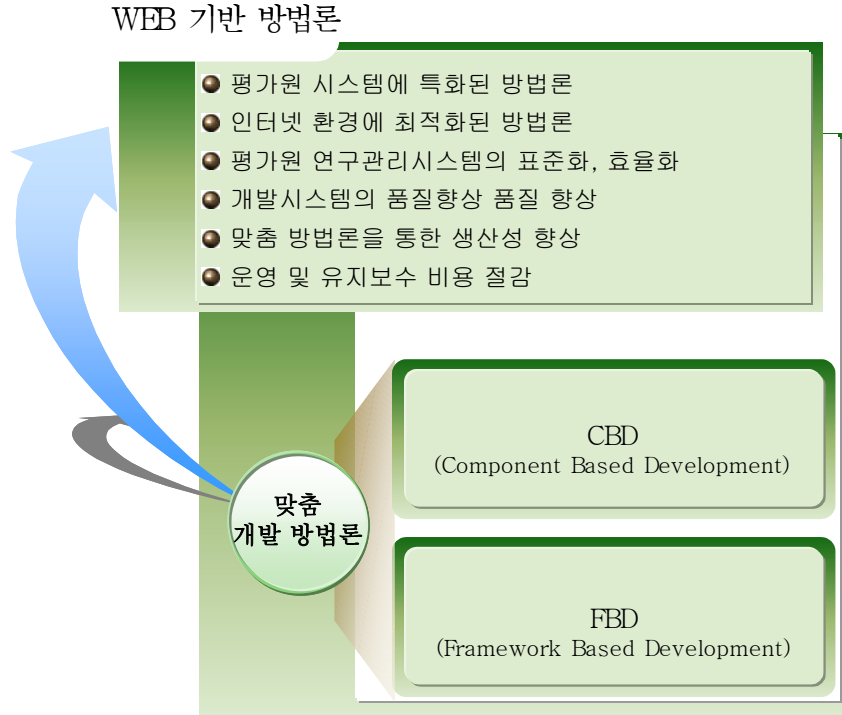 WEB 기반 방법론
평가원 시스템에 특화된 방법론
인터넷 환경에 최적화된 방법론
평가원 연구관리시스템의 표준화, 효율화
개발시스템의 품질향상 품질 향상
맞춤 방법론을 통한 생산성 향상
운영 및 유지보수 비용 절감
맞춤
개발 방법론
CBD
(Component Based Development)
FBD
(Framework Based Development)